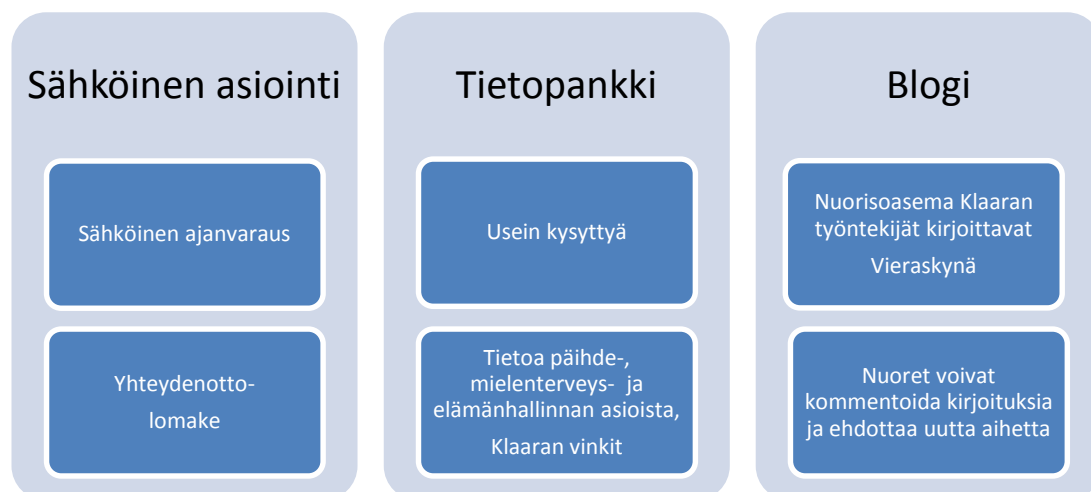 Sähköinen asiointi
Sähköinen ajanvaraus
Yhteydenotto-
lomake
Tietopankki
Usein kysyttyä
Tietoa päihde-,
mielenterveys- ja
elämänhallinnan asioista,
Klaaran vinkit
Blogi
Nuorisoasema Klaaran
työntekijät kirjoittavat
Vieraskynä
Nuoret voivat
kommentoida kirjoituksia
ja ehdottaa uutta aihetta